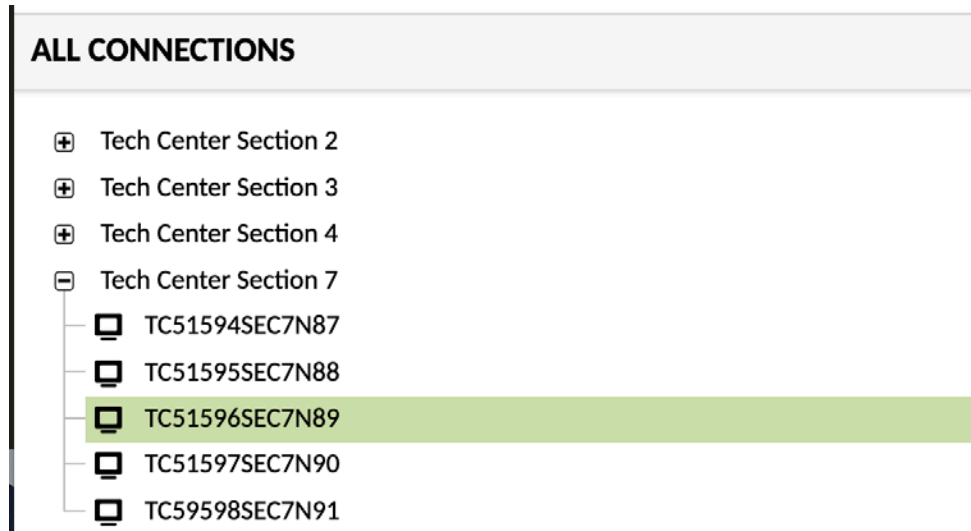 ALL CONNECTIONS
Tech Center Section 2
Tech Center Section 3
Tech Center Section 4
Tech Center Section 7
TC51594SEC7N87
TC51595SEC7N88
TC51596SEC7N89
TC51597SEC7N90
TC59598SEC7N91